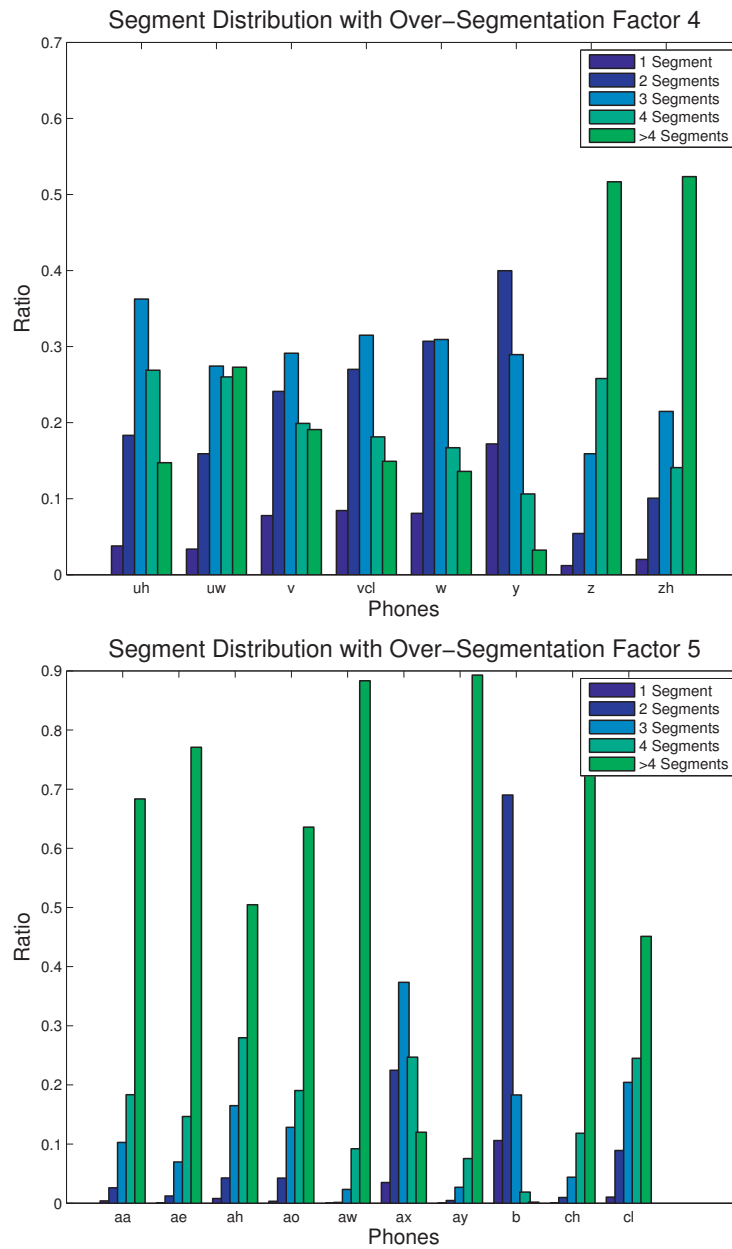 Segment Distribution with Over−Segmentation Factor 4
0.7
0.6
0.5
0.4
0.3
0.2
0.1
0
Ratio
1 Segment
2 Segments
3 Segments
4 Segments
>4 Segments
uh uw v vcl w y z zh
Phones
Segment Distribution with Over−Segmentation Factor 5
0.9
0.8
0.7
0.6
0.5
0.4
0.3
0.2
0.1
0
Ratio
1 Segment
2 Segments
3 Segments
4 Segments
>4 Segments
aa ae ah ao aw ax ay b ch cl
Phones